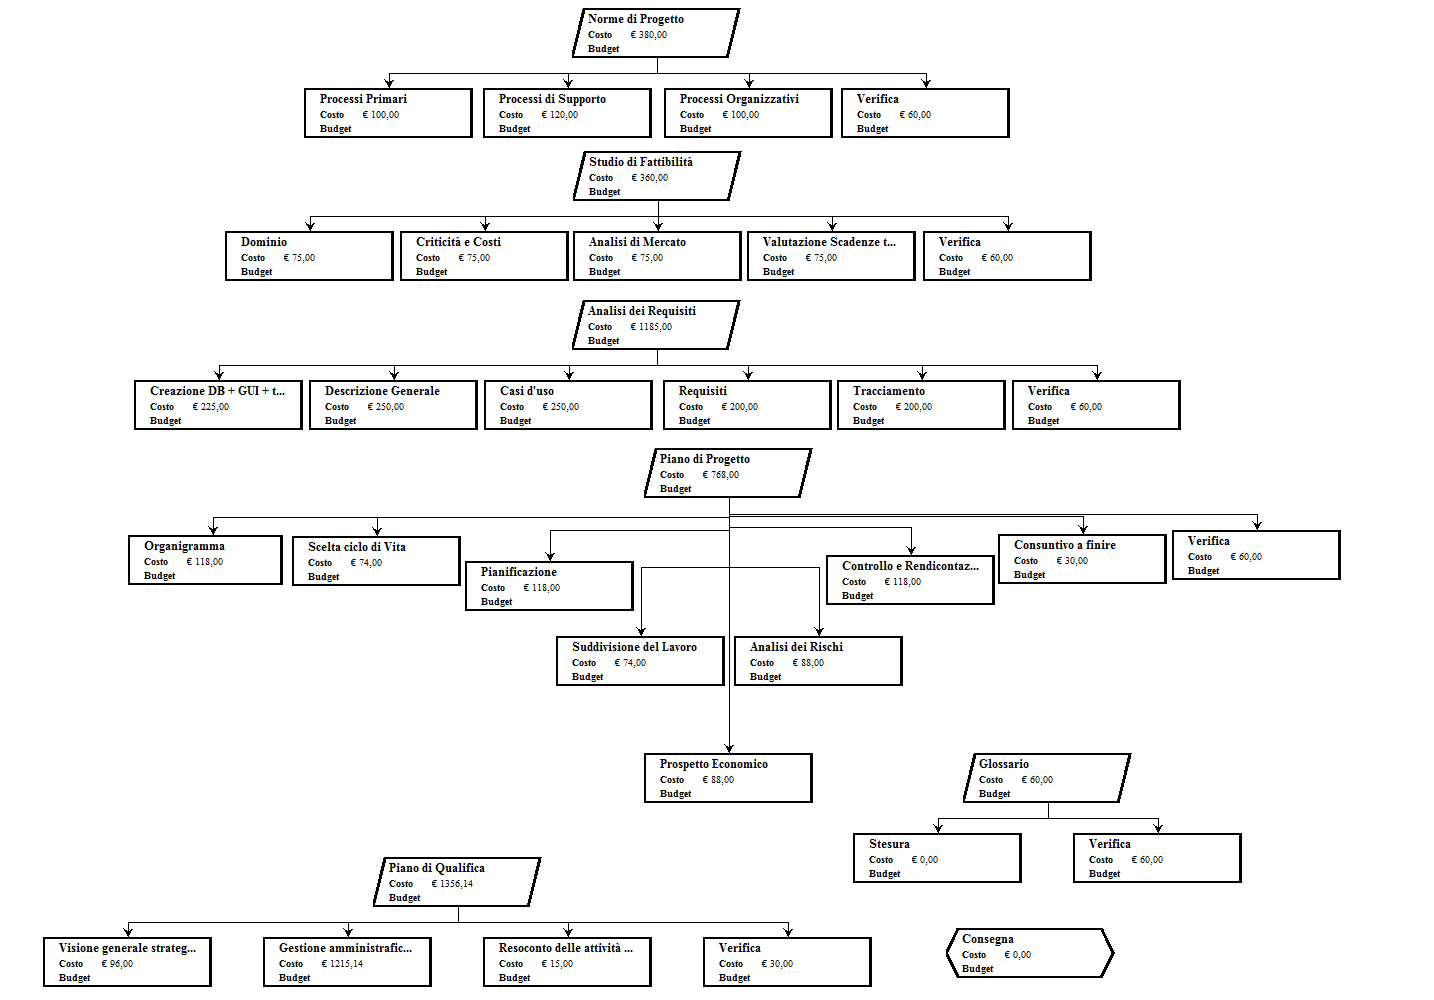 Norme di Progetto
Costo € 380,00
Budget
Processi Primari
Costo € 100,00
Budget
Processi di Supporto
Costo € 120,00
Budget
Processi Organizzativi
Costo € 100,00
Budget
Verifica
Costo € 60,00
Budget
Studio di Fattibilità
Costo € 360,00
Budget
Dominio
Costo € 75,00
Budget
Criticità e Costi
Costo € 75,00
Budget
Analisi di Mercato
Costo € 75,00
Budget
Valutazione Scadenze t...
Costo € 75,00
Budget
Verifica
Costo € 60,00
Budget
Analisi dei Requisiti
Costo € 1185,00
Budget
Creazione DB + GUI + t...
Costo € 225,00
Budget
Descrizione Generale
Costo € 250,00
Budget
Casi d'uso
Costo € 250,00
Budget
Requisiti
Costo € 200,00
Budget
Tracciamento
Costo € 200,00
Budget
Verifica
Costo € 60,00
Budget
Piano di Progetto
Costo € 768,00
Budget
Organigramma
Costo € 118,00
Budget
Scelta ciclo di Vita
Costo € 74,00
Budget
Pianificazione
Costo € 118,00
Budget
Controllo e Rendicontaz...
Costo € 118,00
Budget
Consuntivo a finire
Costo € 30,00
Budget
Verifica
Costo € 60,00
Budget
Suddivisione del Lavoro
Costo € 74,00
Budget
Analisi dei Rischi
Costo € 88,00
Budget
Prospetto Economico
Costo € 88,00
Budget
Glossario
Costo € 60,00
Budget
Stesura
Costo € 0,00
Budget
Verifica
Costo € 60,00
Budget
Piano di Qualifica
Costo € 1356,14
Budget
Visione generale strateg...
Costo € 96,00
Budget
Gestione amministrafic...
Costo € 1215,14
Budget
Resoconto delle attività ...
Costo € 15,00
Budget
Verifica
Costo € 30,00
Budget
Consegna
Costo € 0,00
Budget